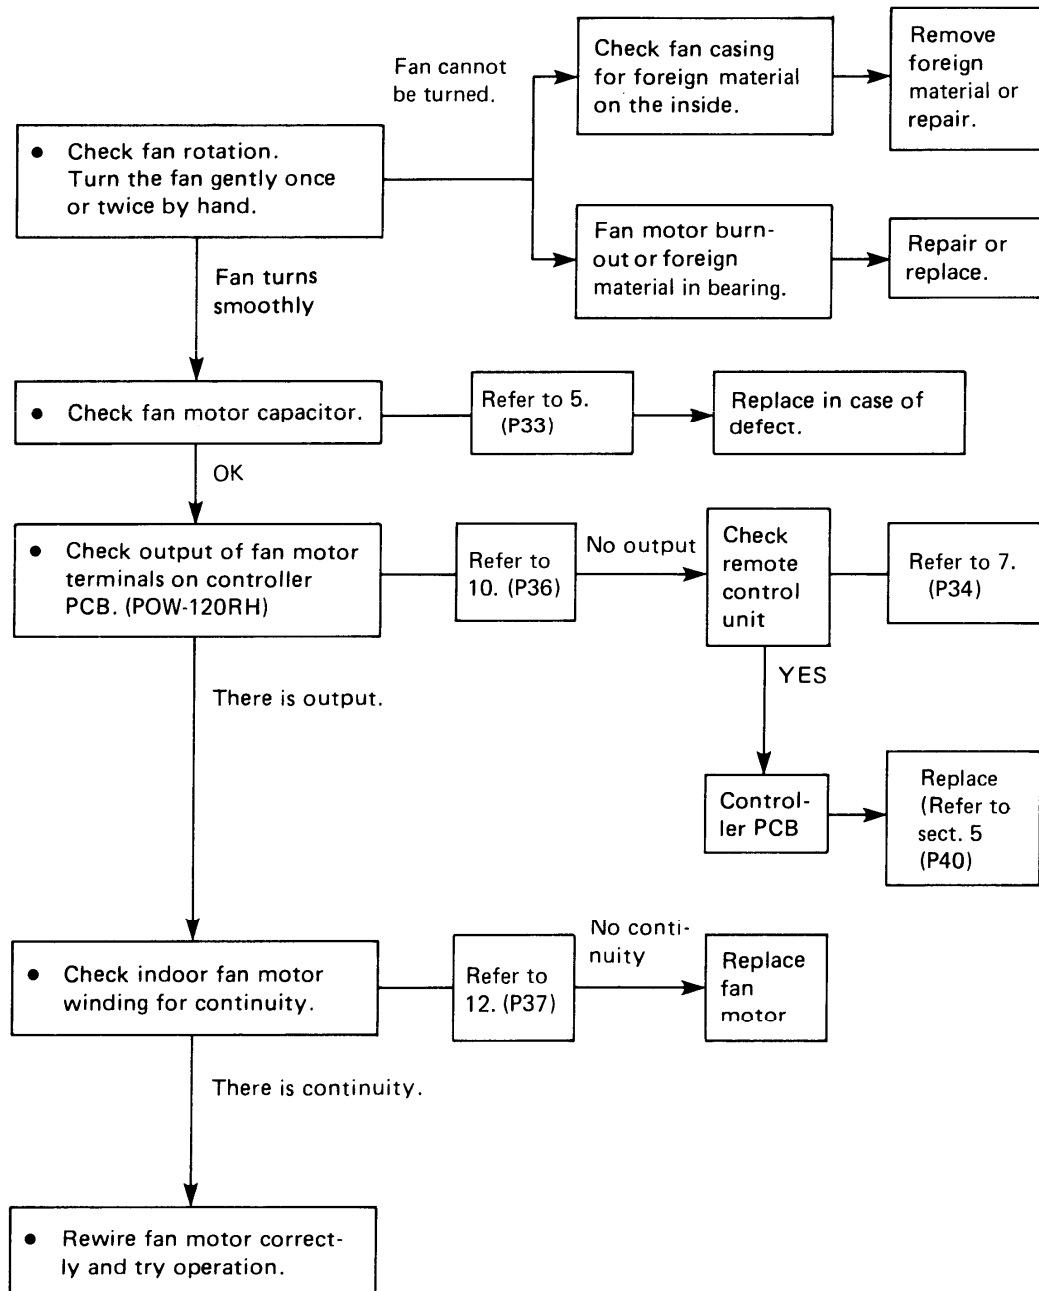 Fan cannot
be turned.
Check fan casing
for foreign material
on the inside.
Remove
foreign
material or
repair.
● Check fan rotation.
Turn the fan gently once
or twice by hand.
Fan motor burn-
out or foreign
material in bearing.
Repair or
replace.
Fan turns
smoothly
● Check fan motor capacitor.
Refer to 5.
(P33)
Replace in case of
defect.
OK
● Check output of fan motor
terminals on controller
PCB. (POW-120RH)
Refer to
10. (P36)
No output
Check
remote
control
unit
Refer to 7.
(P34)
YES
There is output.
Control-
ler PCB
Replace
(Refer to
sect. 5
(P40)
● Check indoor fan motor
winding for continuity.
Refer to
12. (P37)
No conti-
nuity
Replace
fan
motor
There is continuity.
● Rewire fan motor correct-
ly and try operation.